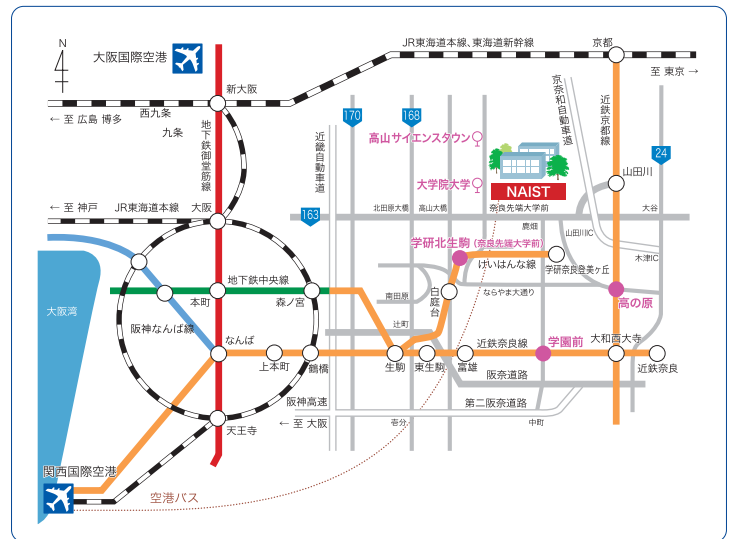 N
大阪国際空港
JR東海道本線、東海道新幹線
京都
至 東京 →
新大阪
← 至 広島 博多
西九条
九条
地下鉄御堂筋線
近畿自動車道
170
168
高山サイエンスタウン
大学院大学
NAIST
京奈和自動車道
近鉄京都線
24
山田川
← 至 神戸
JR東海道本線
大阪
163
北田原大橋
高山大橋
奈良先端大学前
大谷
鹿畑
山田川IC
木津IC
学研北生駒(奈良先端大学前)
けいはんな線
学研奈良登美ヶ丘
大阪湾
地下鉄中央線
本町
森ノ宮
南田原
白庭台
ならやま大通り
高の原
阪神なんば線
なんば
辻町
近鉄奈良線
学園前
大和西大寺
上本町
鶴橋
生駒
東生駒
富雄
近鉄奈良
阪奈道路
阪神高速
第二阪奈道路
← 至 大阪
壱分
中町
天王寺
関西国際空港
空港バス